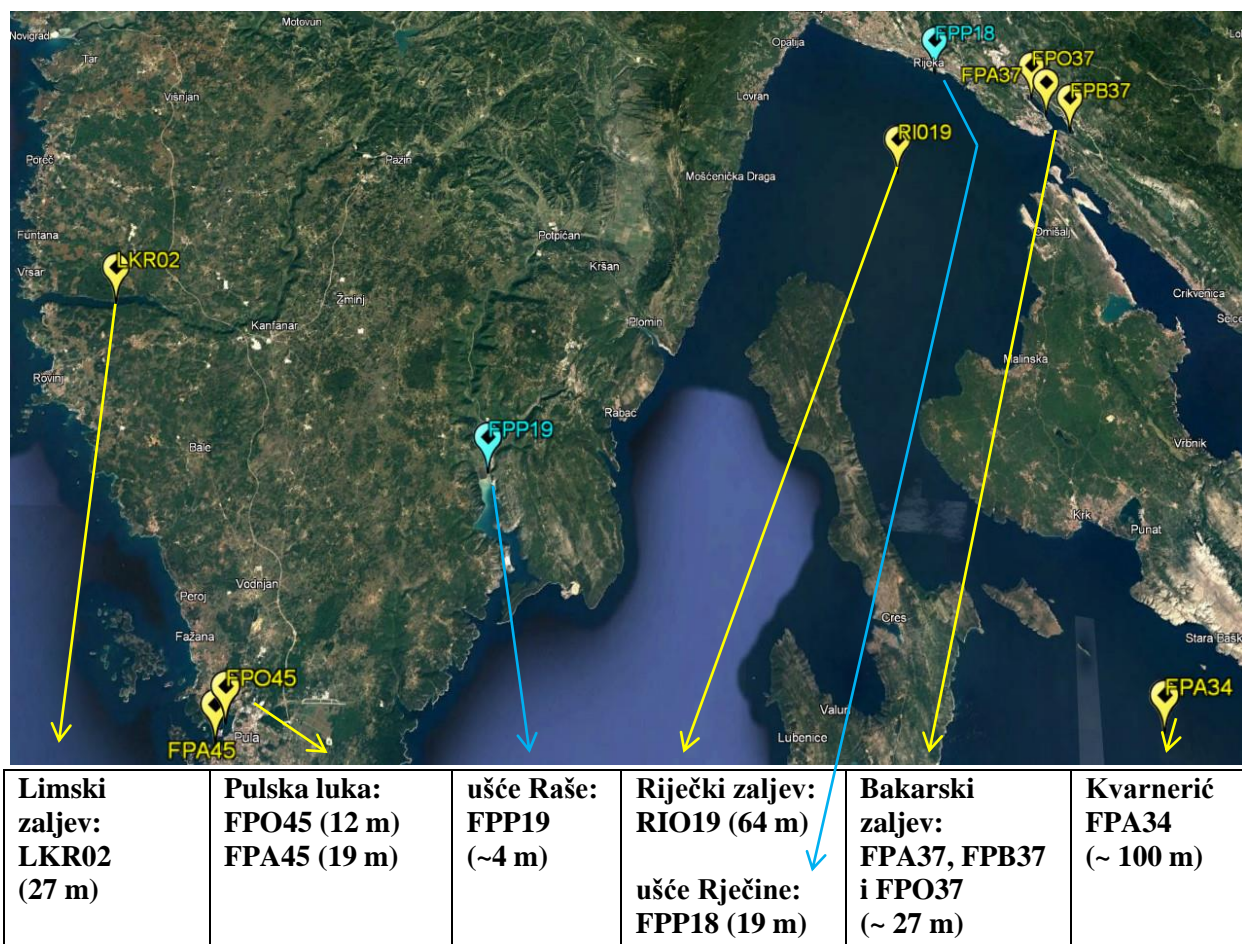 Motovun
Novigrad
Tar
Opatija
FPP18
Rijeka
FPO37
FPA37
FPB37
Višnjan
Lovran
RI019
Poreč
Pazin
Mošćenička Draga
Funtana
Potpićan
Omišalj
LKR02
Vrsar
Kršan
Crikvenica
Žminj
Selce
Kanfanar
Plomin
Malinska
Rovinj
Rabac
FPP19
Bale
Vrbnik
Krk
Punat
Vodnjan
Peroj
Cres
Fažana
Stara Bašk
FPO45
FPA34
Valun
FPA45
Pula
Lubenice
Limski
zaljev:
LKR02
(27 m)
Pulska luka:
FPO45 (12 m)
FPA45 (19 m)
ušće Raše:
FPP19
(~4 m)
Riječki zaljev:
RIO19 (64 m)
ušće Rječine:
FPP18 (19 m)
Bakarski
zaljev:
FPA37, FPB37
i FPO37
(~ 27 m)
Kvarnerić
FPA34
(~ 100 m)